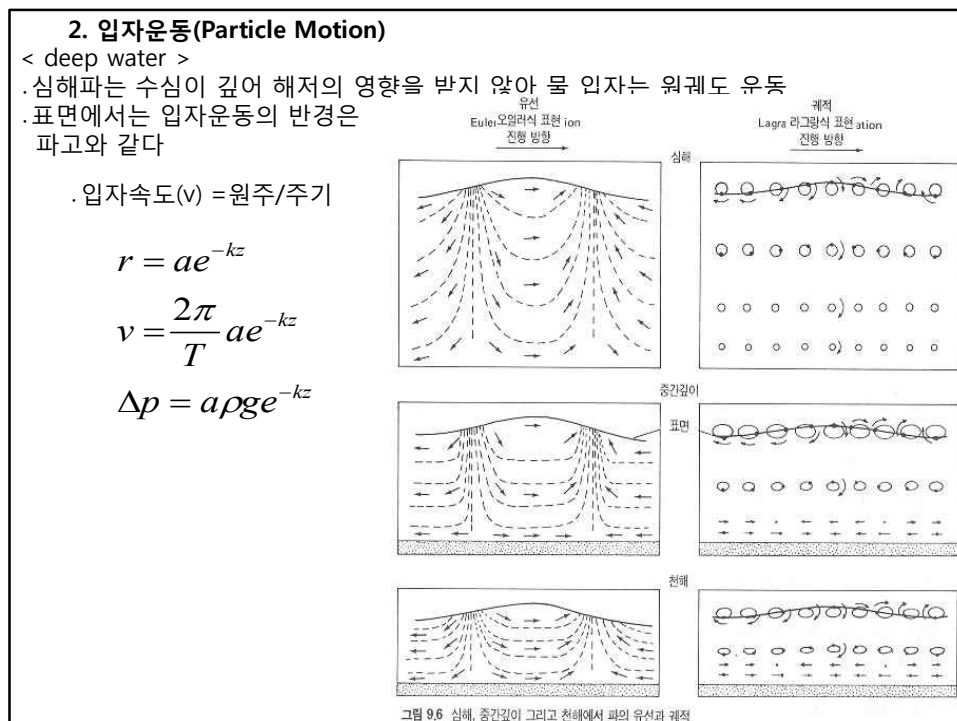 2. 입자운동(Particle Motion)
< deep water >
.심해파는 수심이 깊어 해저의 영향을 받지 않아 물 입자는 원궤도 운동
.표면에서는 입자운동의 반경은
파고와 같다
.입자속도(v) =원주/주기
r = ae^{-kz}
v = \frac{2\pi}{T} ae^{-kz}
Δp = aρge^{-kz}
유선
Euler 오일러식 표현 ion
진행 방향
궤적
Lagra 라그랑식 표현 ation
진행 방향
심해
중간깊이
표면
천해
그림 9.6 심해, 중간깊이 그리고 천해에서 파의 유선과 궤적